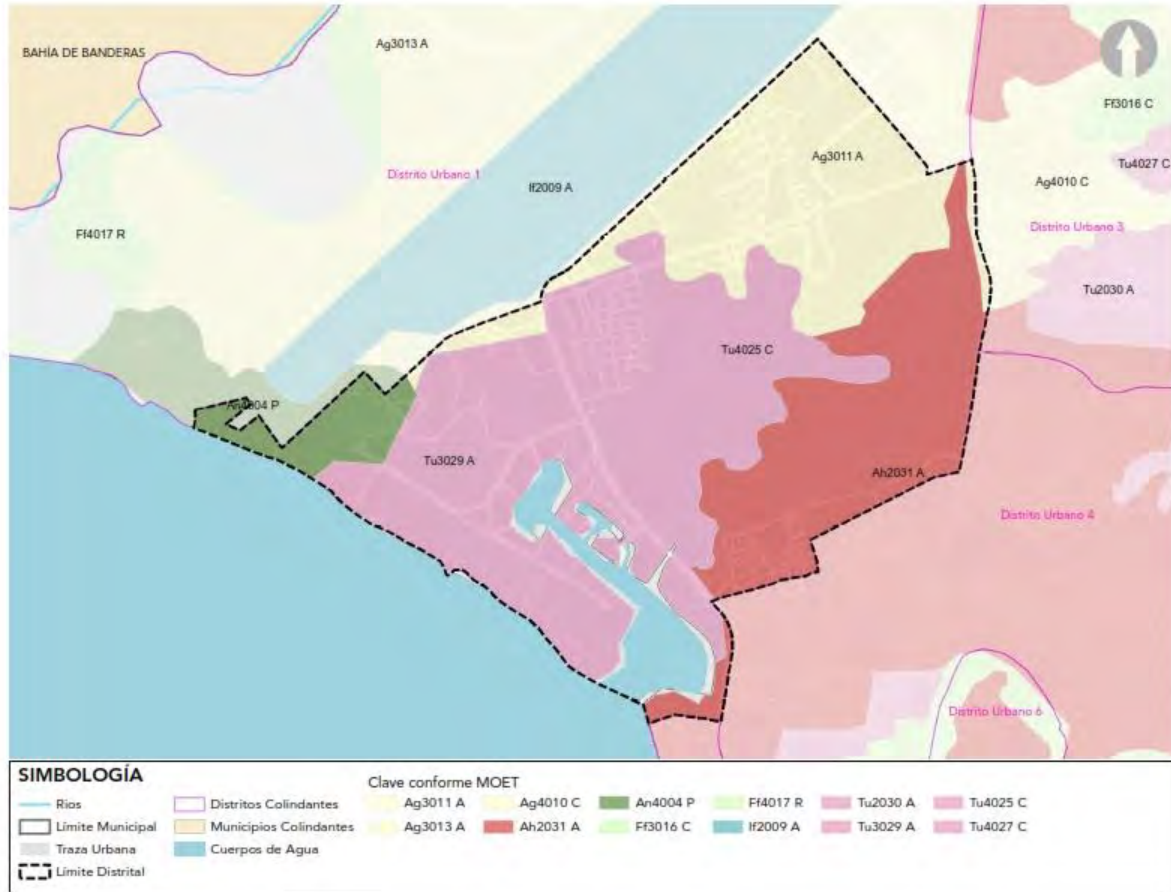 BAHÍA DE BANDERAS
Ag3013 A
Ff3016 C
Ag3011 A
Tu4027 C
Distrito Urbano 1
If2009 A
Ag4010 C
Ff4017 R
Distrito Urbano 3
Tu2030 A
Tu4025 C
An4004 P
Tu3029 A
Ah2031 A
Distrito Urbano 4
Distrito Urbano 6
SIMBOLOGÍA
Rios
Límite Municipal
Traza Urbana
Límite Distrital
Distritos Colindantes
Municipios Colindantes
Cuerpos de Agua
Clave conforme MOET
Ag3011 A
Ag4010 C
An4004 P
Ff4017 R
Tu2030 A
Tu4025 C
Ag3013 A
Ah2031 A
Ff3016 C
If2009 A
Tu3029 A
Tu4027 C